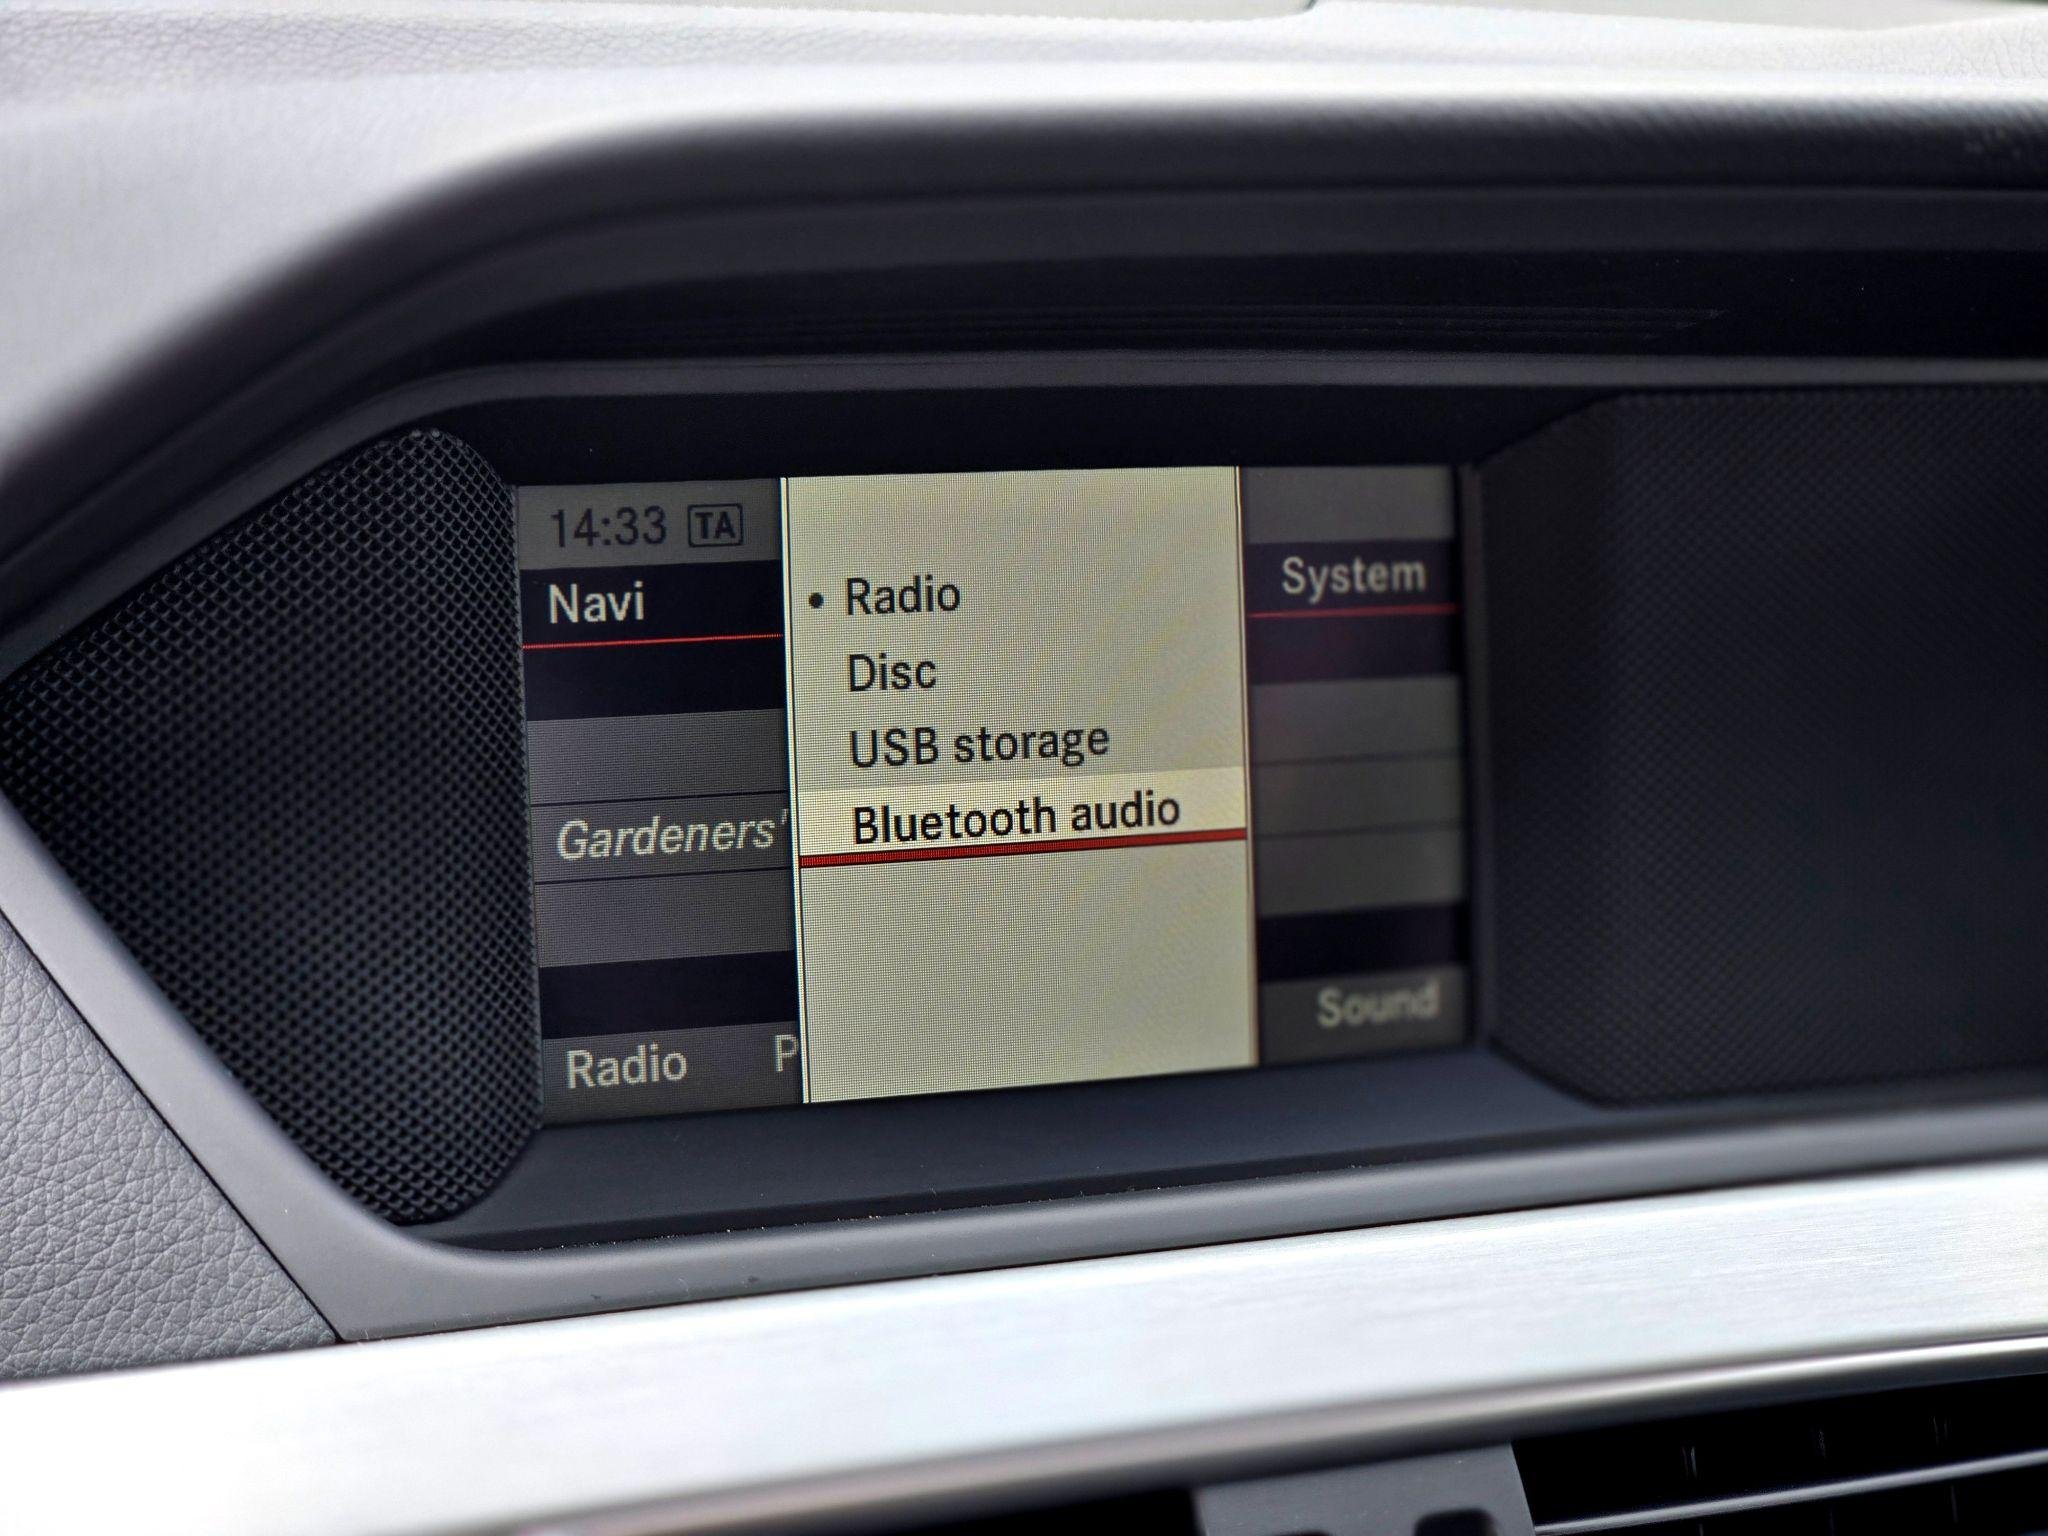 14:33 TA
Navi
System
• Radio
Disc
USB storage
Bluetooth audio
Gardeners'
Radio
P
Sound